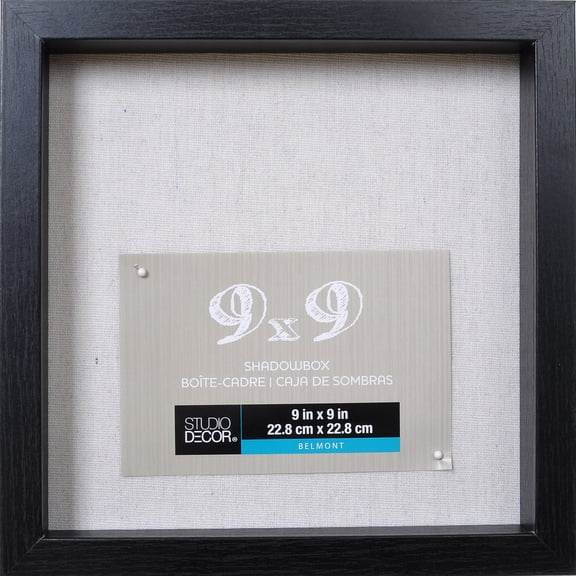 9x9
SHADOWBOX
BOÎTE-CADRE | CAJA DE SOMBRAS
STUDIO
DECOR®
9 in x 9 in
22.8 cm x 22.8 cm
BELMONT